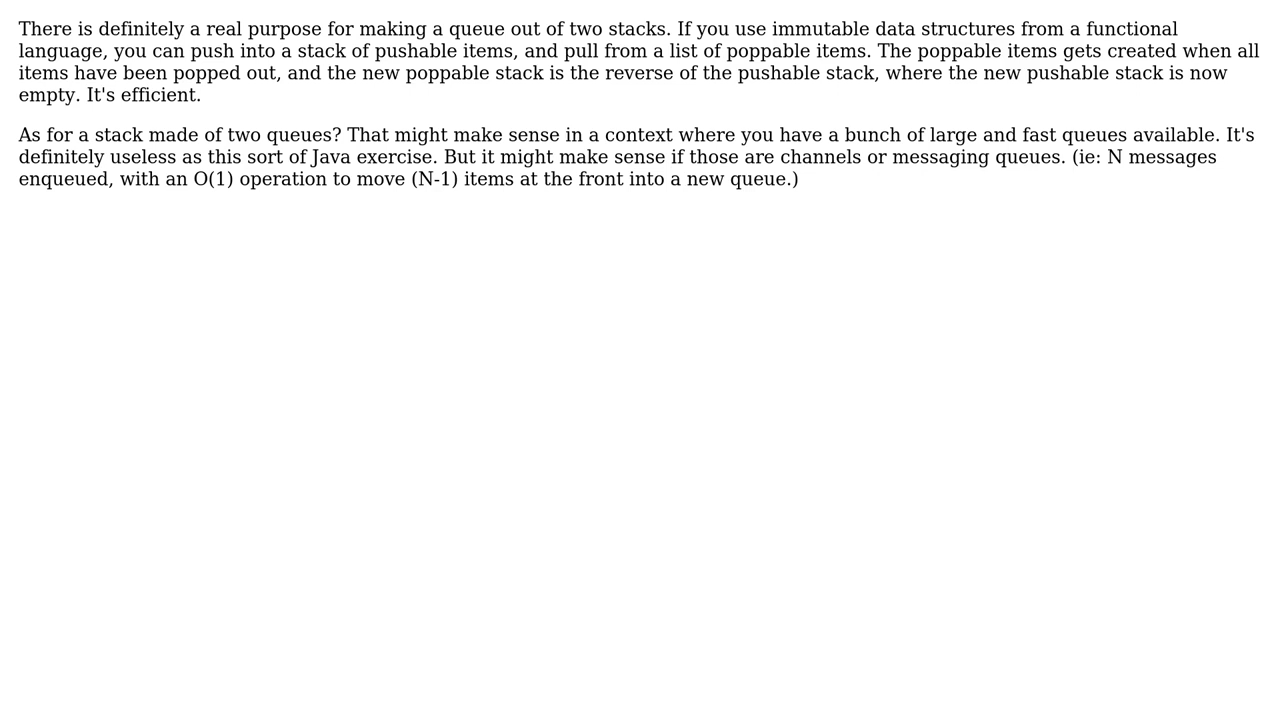 There is definitely a real purpose for making a queue out of two stacks. If you use immutable data structures from a functional
language, you can push into a stack of pushable items, and pull from a list of poppable items. The poppable items gets created when all
items have been popped out, and the new poppable stack is the reverse of the pushable stack, where the new pushable stack is now
empty. It's efficient.
As for a stack made of two queues? That might make sense in a context where you have a bunch of large and fast queues available. It's
definitely useless as this sort of Java exercise. But it might make sense if those are channels or messaging queues. (ie: N messages
enqueued, with an O(1) operation to move (N-1) items at the front into a new queue.)